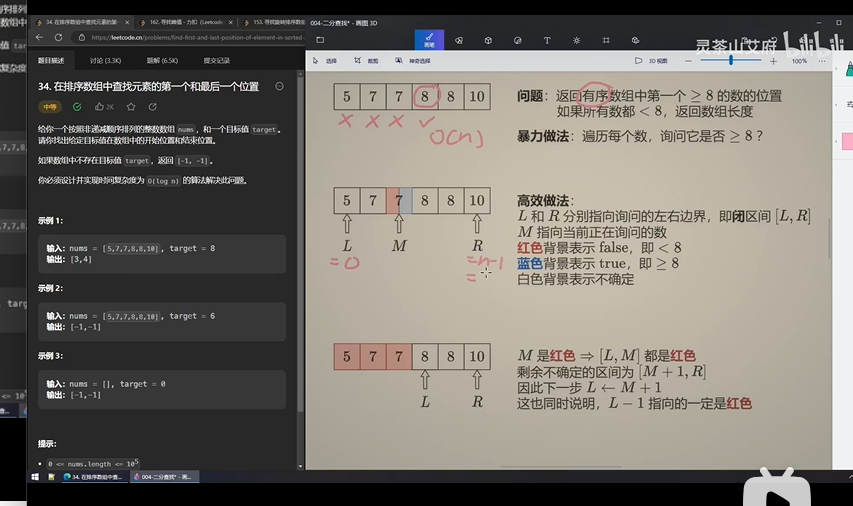 34. 在排序数组中查找元素的第一...
162. 寻找峰值 - 力扣 (Leetcode...
153. 寻找旋转排序数组...
004-二分查找* - 画图 3D
https://leetcode.cn/problems/find-first-and-last-position-of-element-in-sorted-
画笔
灵茶山艾府
bilibili
题目描述
讨论 (3.3K)
题解 (6.5K)
提交记录
选择
裁剪
神奇选择
3D 视图
100%
34. 在排序数组中查找元素的第一个和最后一个位置
中等
2K
给你一个按照非递减顺序排列的整数数组 nums，和一个目标值 target。
请你找出给定目标值在数组中的开始位置和结束位置。
如果数组中不存在目标值 target，返回 [-1, -1]。
你必须设计并实现时间复杂度为 O(log n) 的算法解决此问题。
示例 1：
输入：nums = [5,7,7,8,8,10], target = 8
输出：[3,4]
示例 2：
输入：nums = [5,7,7,8,8,10], target = 6
输出：[-1,-1]
示例 3：
输入：nums = [], target = 0
输出：[-1,-1]
提示：
0 <= nums.length <= 10^5
5 7 7 8 8 10
× × × ✓
O(n)
问题：返回有序数组中第一个 ≥ 8 的数的位置
如果所有数都 < 8，返回数组长度
暴力做法：遍历每个数，询问它是否 ≥ 8？
5 7 7 8 8 10
L M R
=0 =n-1
=
高效做法：
L 和 R 分别指向询问的左右边界，即闭区间 [L, R]
M 指向当前正在询问的数
红色背景表示 false，即 < 8
蓝色背景表示 true，即 ≥ 8
白色背景表示不确定
5 7 7 8 8 10
L R
M 是红色 ⇒ [L, M] 都是红色
剩余不确定的区间为 [M + 1, R]
因此下一步 L ← M + 1
这也同时说明，L − 1 指向的一定是红色
34. 在排序数组中查...
004-二分查找* - 画...